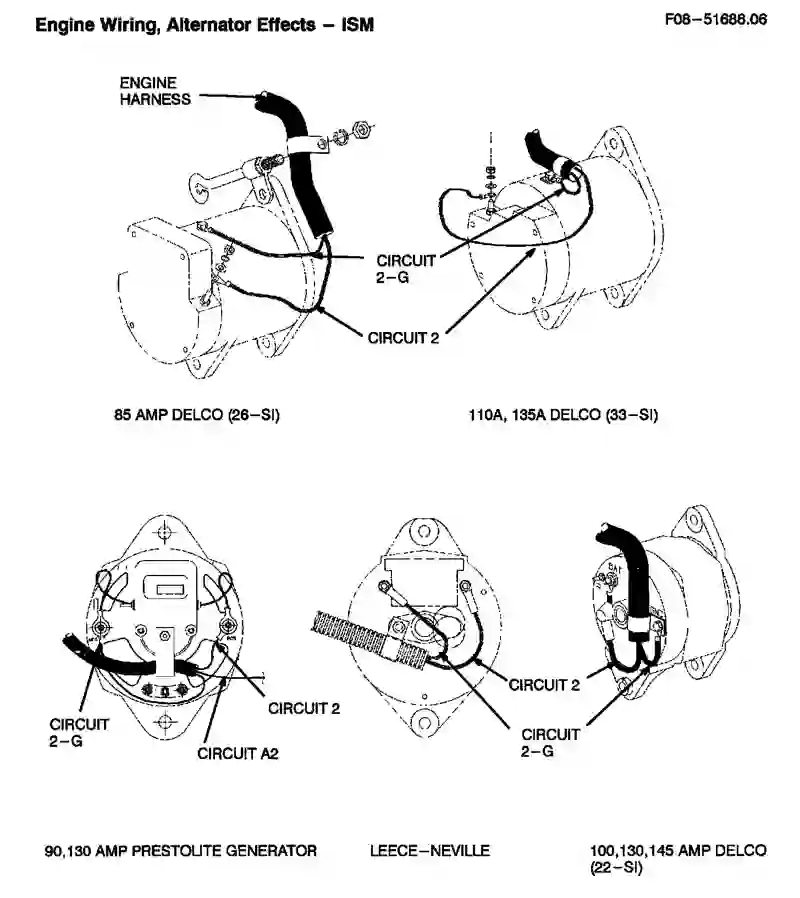 Engine Wiring, Alternator Effects – ISM
F08–51688.06
ENGINE
HARNESS
CIRCUIT
2–G
CIRCUIT 2
85 AMP DELCO (26–SI)
110A, 135A DELCO (33–SI)
BAT
CIRCUIT 2
CIRCUIT
2–G
CIRCUIT 2
CIRCUIT A2
CIRCUIT
2–G
90,130 AMP PRESTOLITE GENERATOR
LEECE–NEVILLE
100,130,145 AMP DELCO
(22–SI)